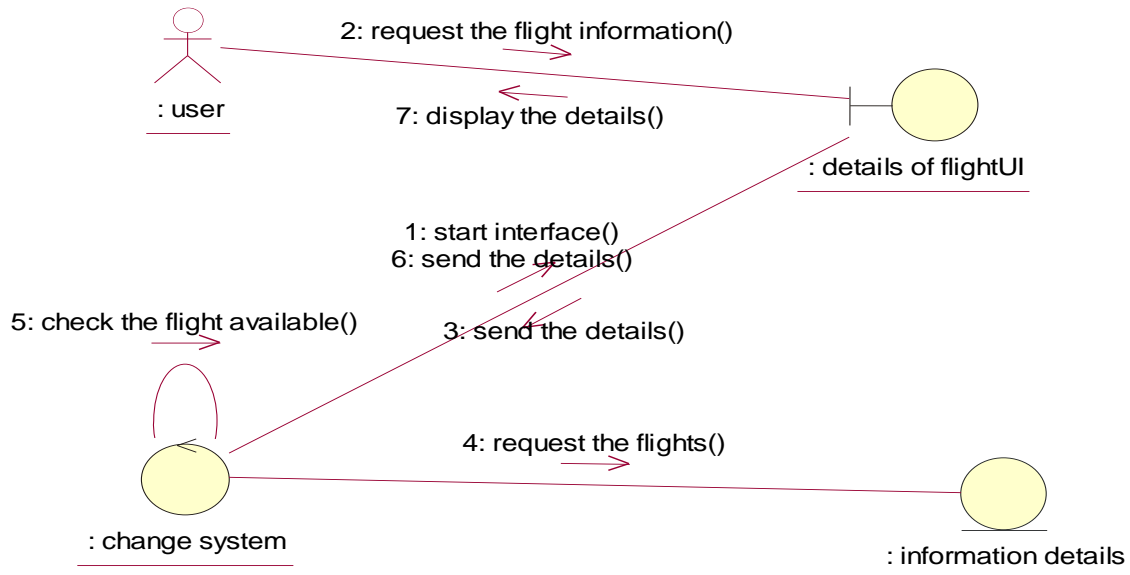 2: request the flight information()
: user
7: display the details()
: details of flightUI
1: start interface()
6: send the details()
5: check the flight available()
3: send the details()
4: request the flights()
: change system
: information details